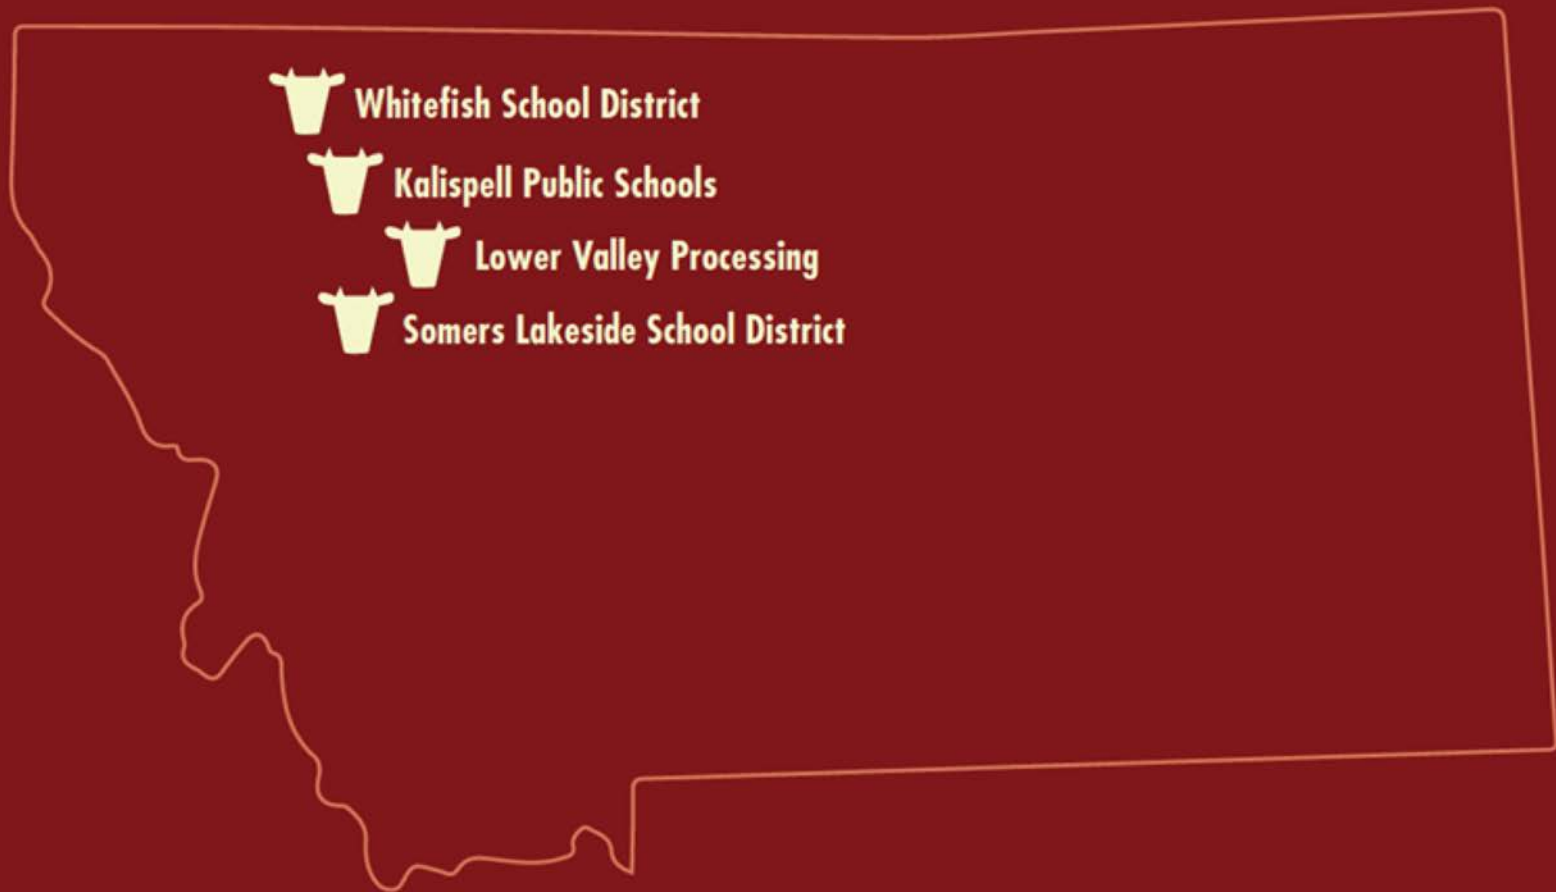 Whitefish School District
Kalispell Public Schools
Lower Valley Processing
Somers Lakeside School District